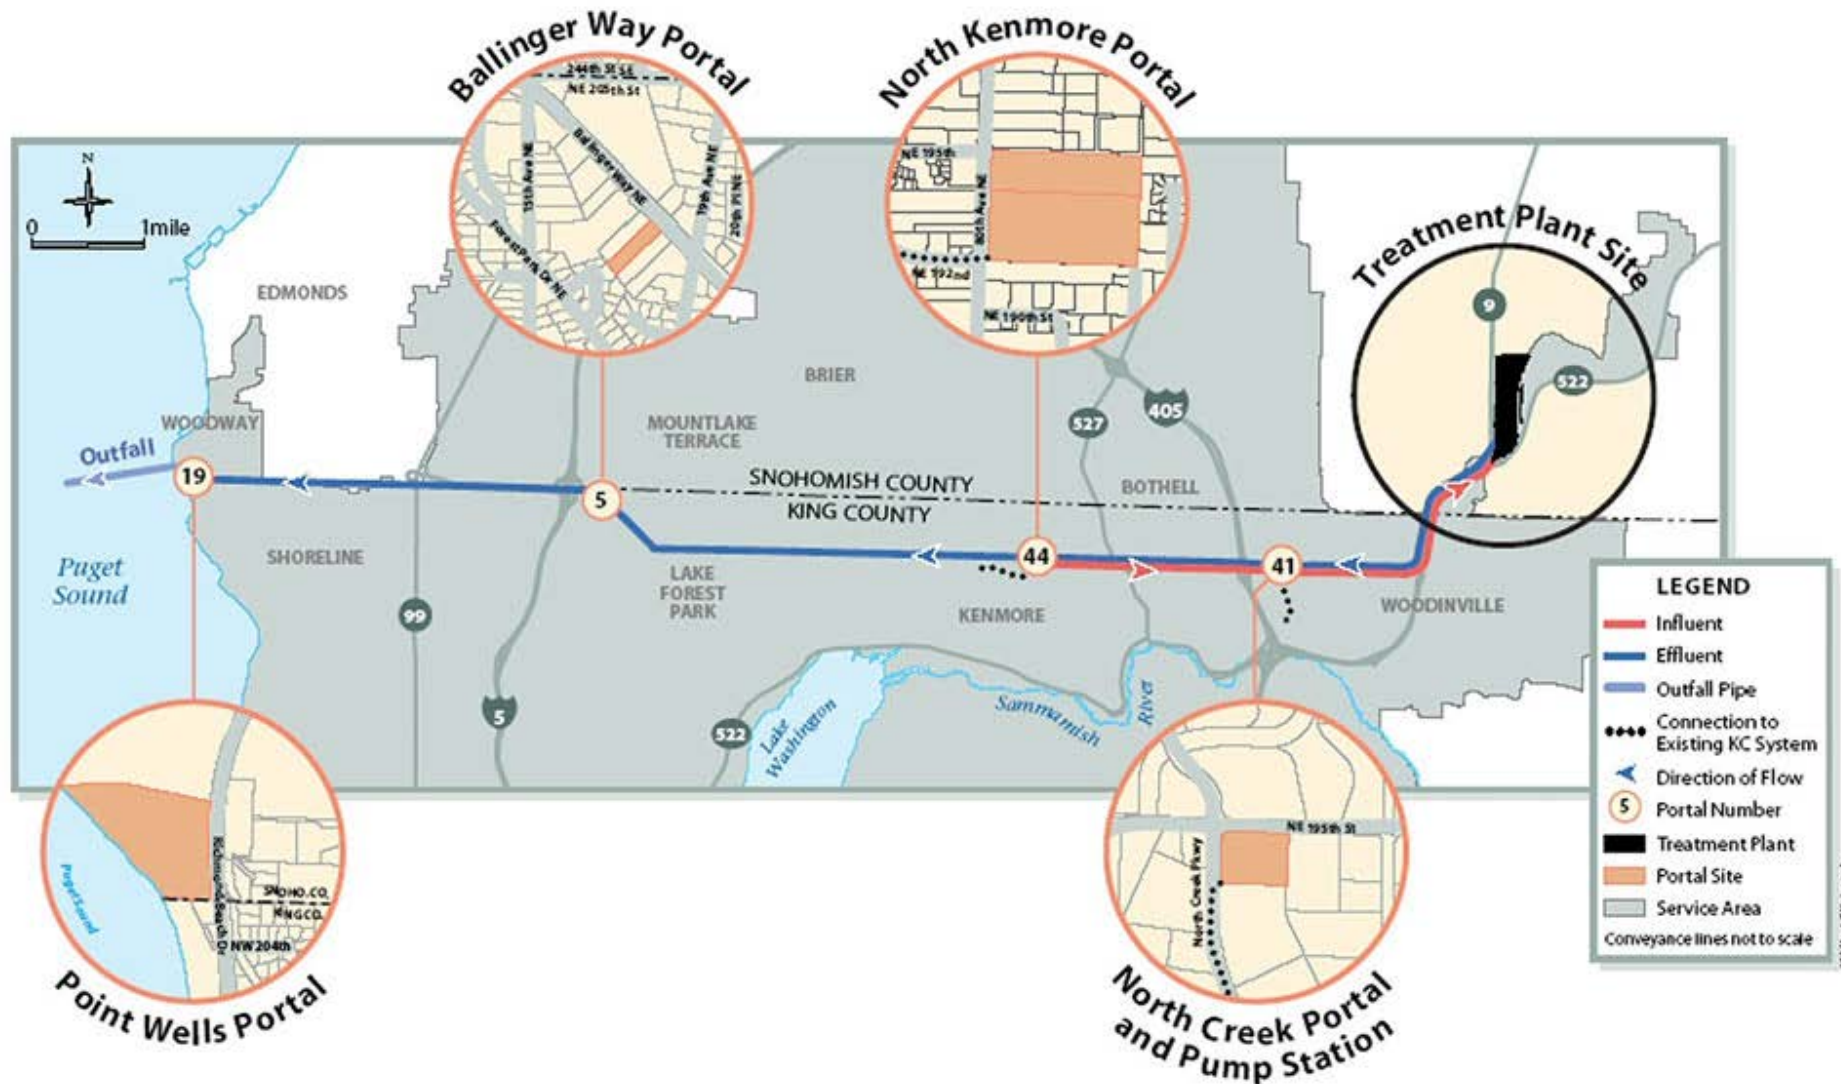 Ballinger Way Portal
North Kenmore Portal
Treatment Plant Site
244th St SE
NE 205th St
Ballinger Way NE
15th Ave NE
19th Ave NE
20th Pl NE
Forest Park Dr NE
NE 195th
80th Ave NE
NE 192nd
NE 190th St
N
0 1mile
EDMONDS
WOODWAY
BRIER
MOUNTLAKE
TERRACE
9
522
527
405
BOTHELL
Outfall
19
5
SNOHOMISH COUNTY
KING COUNTY
44
41
Puget
Sound
SHORELINE
LAKE
FOREST
PARK
KENMORE
WOODINVILLE
99
5
522
Lake
Washington
Sammamish
River
LEGEND
Influent
Effluent
Outfall Pipe
Connection to
Existing KC System
Direction of Flow
5 Portal Number
Treatment Plant
Portal Site
Service Area
Conveyance lines not to scale
Puget Sound
Richmond Beach Dr
SNOHO.CO.
KING CO.
NW 204th
Point Wells Portal
NE 195th St
North Creek Pkwy
North Creek Portal
and Pump Station